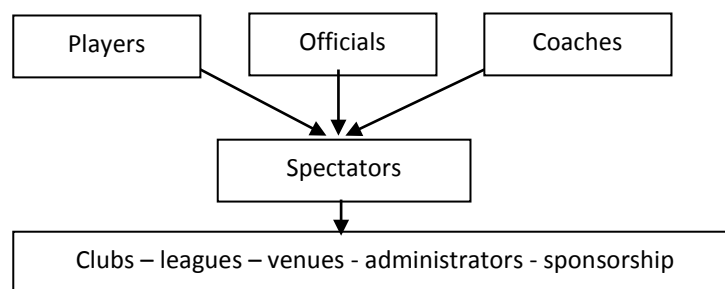 Players
Officials
Coaches
Spectators
Clubs – leagues – venues - administrators - sponsorship